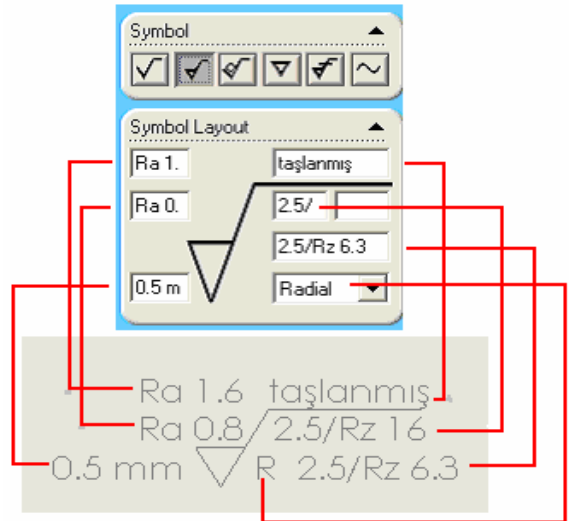 Symbol
Symbol Layout
Ra 1. taşlanmış
Ra 0. 2.5/
2.5/Rz 6.3
0.5 m Radial
Ra 1.6 taşlanmış
Ra 0.8 2.5/Rz 16
0.5 mm R 2.5/Rz 6.3